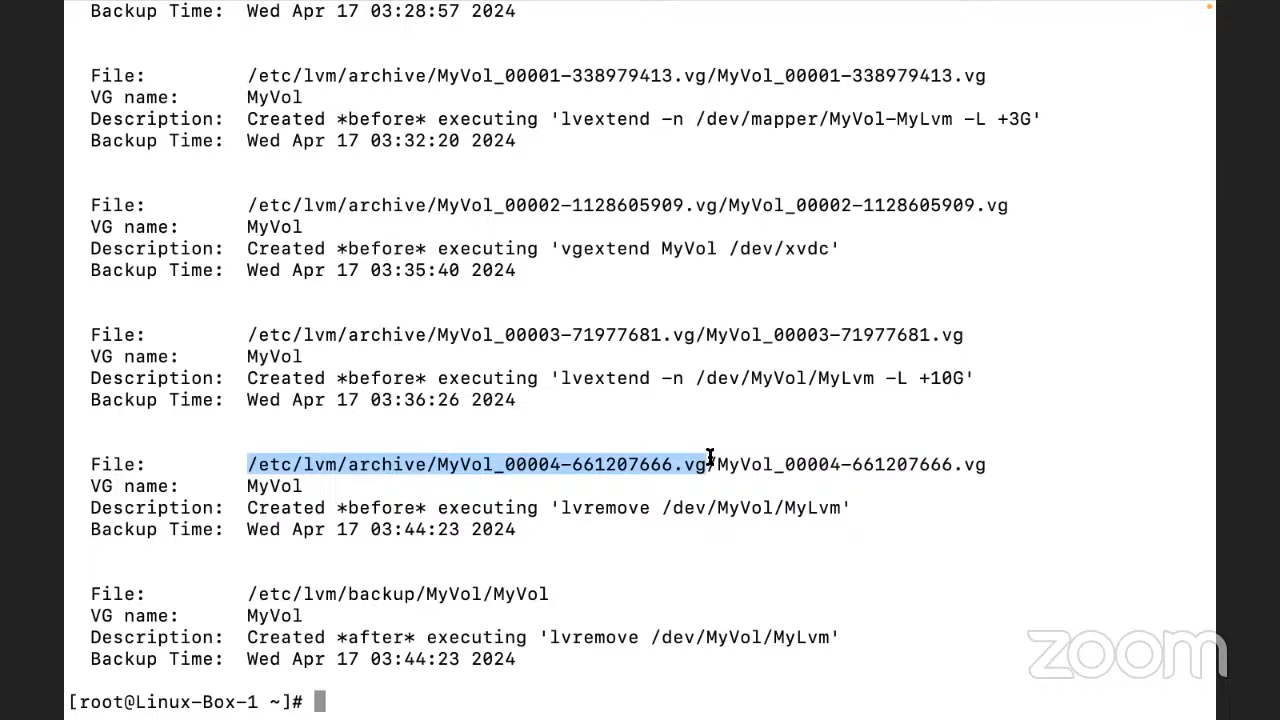 Backup Time:  Wed Apr 17 03:28:57 2024
File:         /etc/lvm/archive/MyVol_00001-338979413.vg/MyVol_00001-338979413.vg
VG name:      MyVol
Description:  Created *before* executing 'lvextend -n /dev/mapper/MyVol-MyLvm -L +3G'
Backup Time:  Wed Apr 17 03:32:20 2024
File:         /etc/lvm/archive/MyVol_00002-1128605909.vg/MyVol_00002-1128605909.vg
VG name:      MyVol
Description:  Created *before* executing 'vgextend MyVol /dev/xvdc'
Backup Time:  Wed Apr 17 03:35:40 2024
File:         /etc/lvm/archive/MyVol_00003-71977681.vg/MyVol_00003-71977681.vg
VG name:      MyVol
Description:  Created *before* executing 'lvextend -n /dev/MyVol/MyLvm -L +10G'
Backup Time:  Wed Apr 17 03:36:26 2024
File:         /etc/lvm/archive/MyVol_00004-661207666.vg/MyVol_00004-661207666.vg
VG name:      MyVol
Description:  Created *before* executing 'lvremove /dev/MyVol/MyLvm'
Backup Time:  Wed Apr 17 03:44:23 2024
File:         /etc/lvm/backup/MyVol/MyVol
VG name:      MyVol
Description:  Created *after* executing 'lvremove /dev/MyVol/MyLvm'
Backup Time:  Wed Apr 17 03:44:23 2024
[root@Linux-Box-1 ~]#
zoom